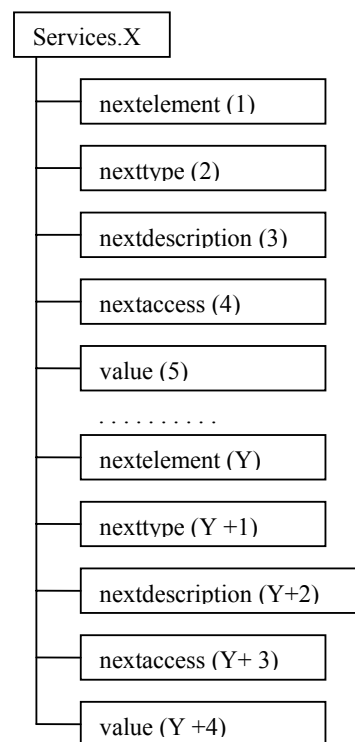 Services.X
nextelement (1)
nexttype (2)
nextdescription (3)
nextaccess (4)
value (5)
. . . . . . . . . .
nextelement (Y)
nexttype (Y +1)
nextdescription (Y+2)
nextaccess (Y+ 3)
value (Y +4)